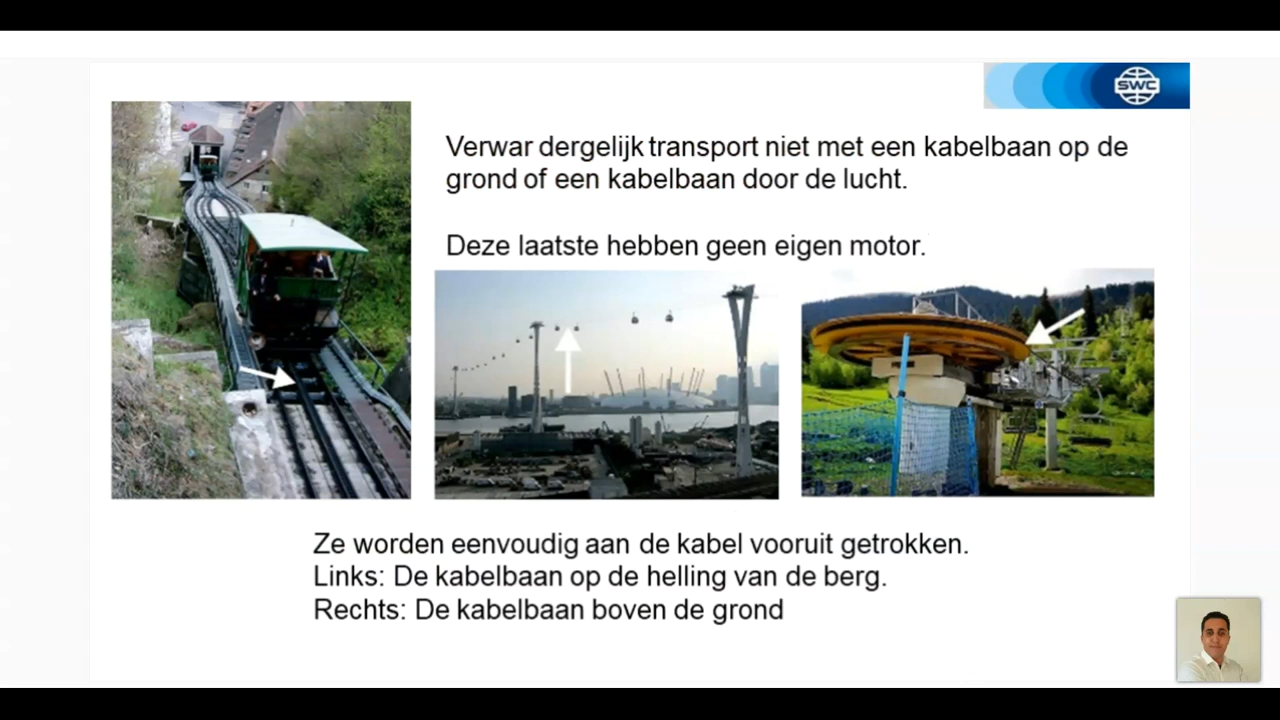 SWC
Verwar dergelijk transport niet met een kabelbaan op de
grond of een kabelbaan door de lucht.
Deze laatste hebben geen eigen motor.
Ze worden eenvoudig aan de kabel vooruit getrokken.
Links: De kabelbaan op de helling van de berg.
Rechts: De kabelbaan boven de grond